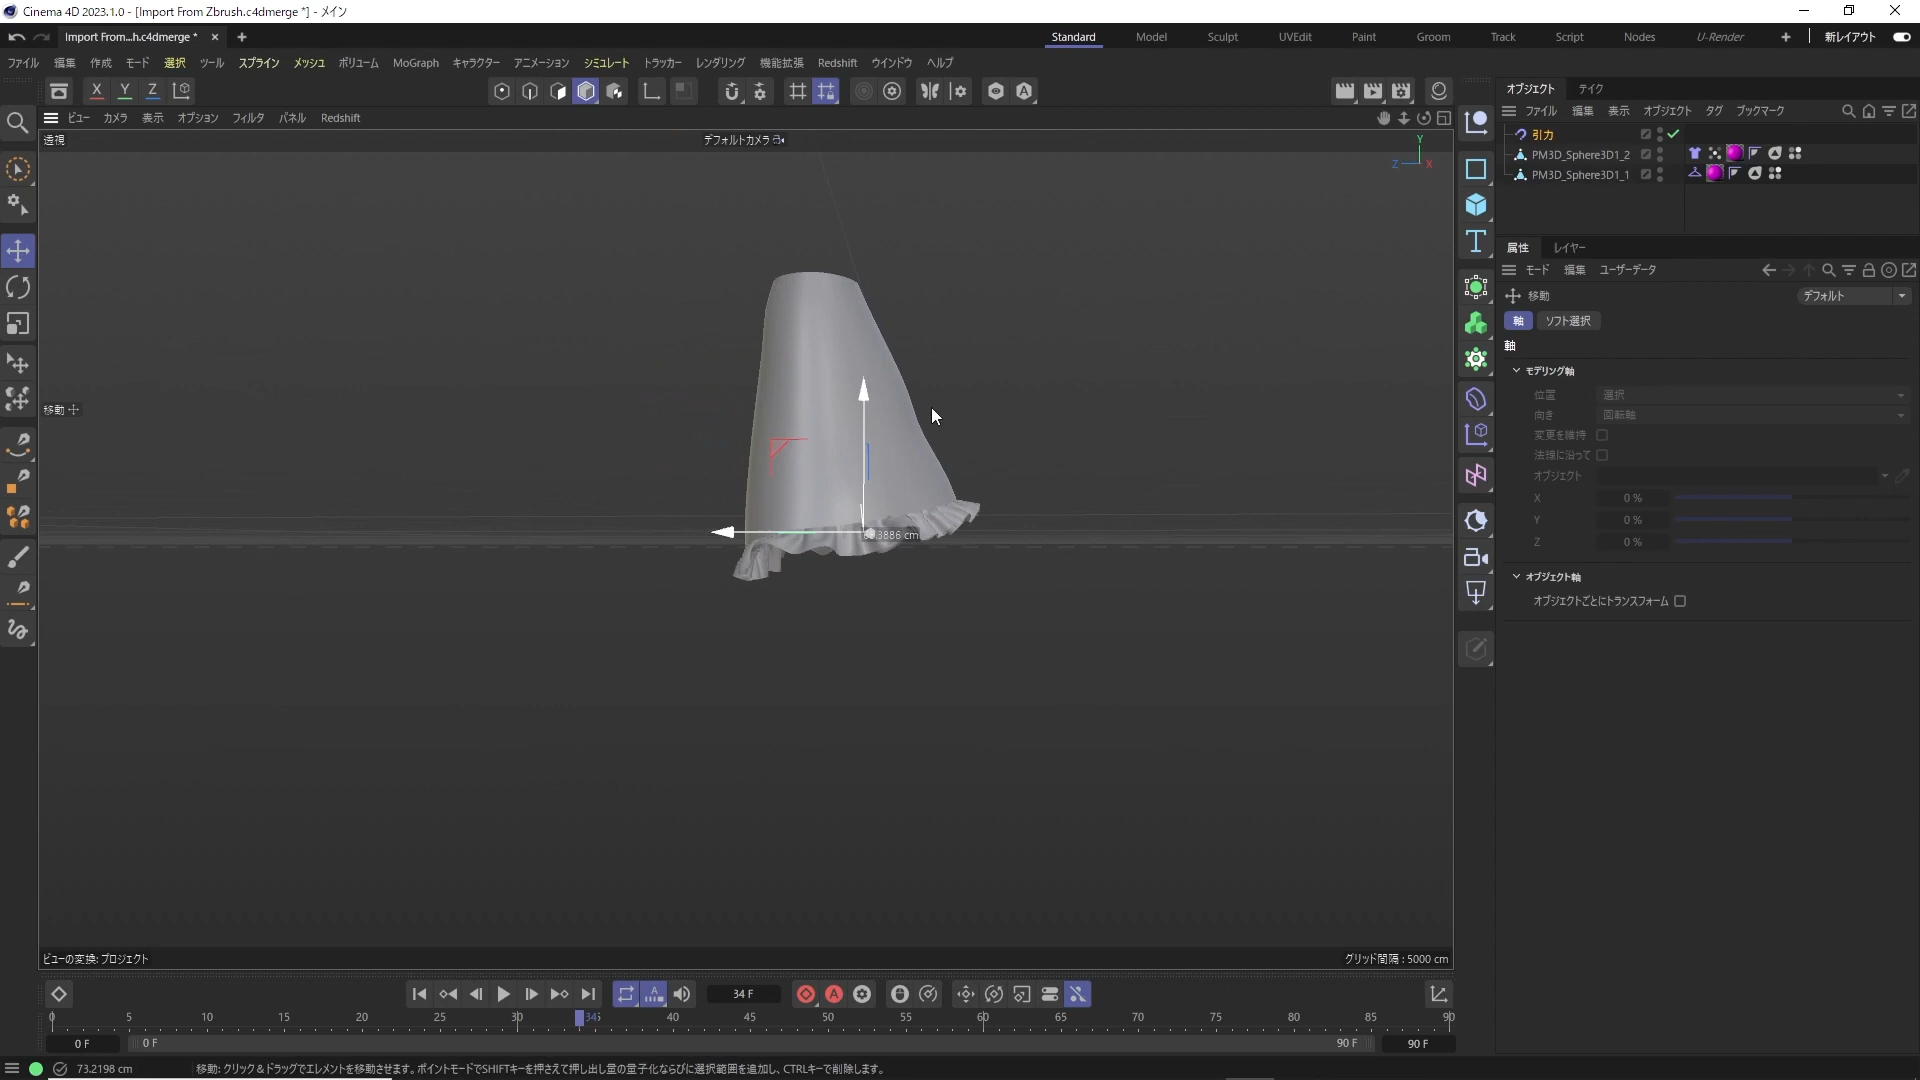 Cinema 4D 2023.1.0 - [Import From Zbrush.c4dmerge *] - メイン
Import From...h.c4dmerge *
Standard Model Sculpt UVEdit Paint Groom Track Script Nodes U-Render 新レイアウト
ファイル 編集 作成 モード 選択 ツール スプライン メッシュ ボリューム MoGraph キャラクター アニメーション シミュレート トラッカー レンダリング 機能拡張 Redshift ウインドウ ヘルプ
X Y Z
オブジェクト テイク
ビュー カメラ 表示 オプション フィルタ パネル Redshift
ファイル 編集 表示 オブジェクト タグ ブックマーク
透視
デフォルトカメラ
Y
Z X
引力
PM3D_Sphere3D1_2
PM3D_Sphere3D1_1
属性 レイヤー
モード 編集 ユーザーデータ
移動
デフォルト
軸 ソフト選択
軸
モデリング軸
位置 選択
向き 回転軸
変更を維持
法線に沿って
オブジェクト
X 0 %
Y 0 %
Z 0 %
オブジェクト軸
オブジェクトごとにトランスフォーム
移動
3886 cm
ビューの変換: プロジェクト
グリッド間隔 : 5000 cm
34 F
0 5 10 15 20 25 30 345 40 45 50 55 60 65 70 75 80 85 90
0 F 0 F 90 F 90 F
73.2198 cm
移動: クリック＆ドラッグでエレメントを移動させます。ポイントモードでSHIFTキーを押さえて押し出し量の量子化ならびに選択範囲を追加し、CTRLキーで削除します。